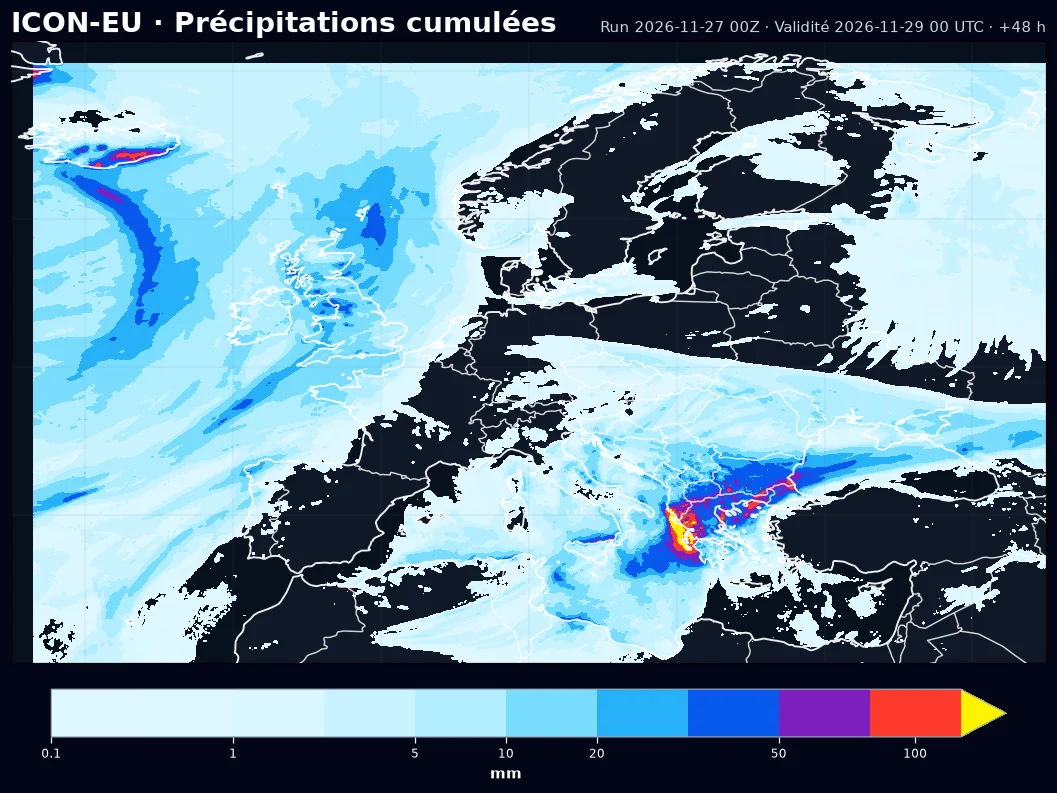 ICON-EU · Précipitations cumulées
Run 2026-11-27 00Z · Validité 2026-11-29 00 UTC · +48 h
0.1 1 5 10 20 50 100
mm